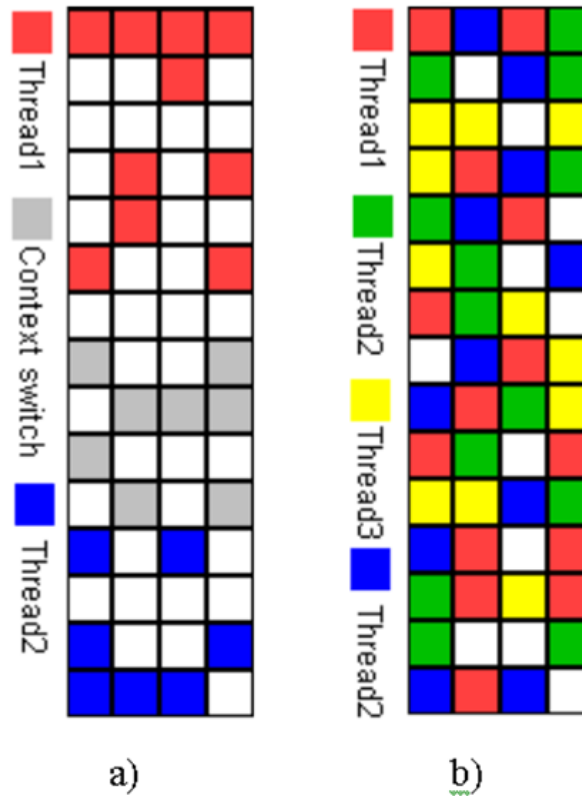 Thread1
Context switch
Thread2
Thread1
Thread2
Thread3
Thread2
a)
b)